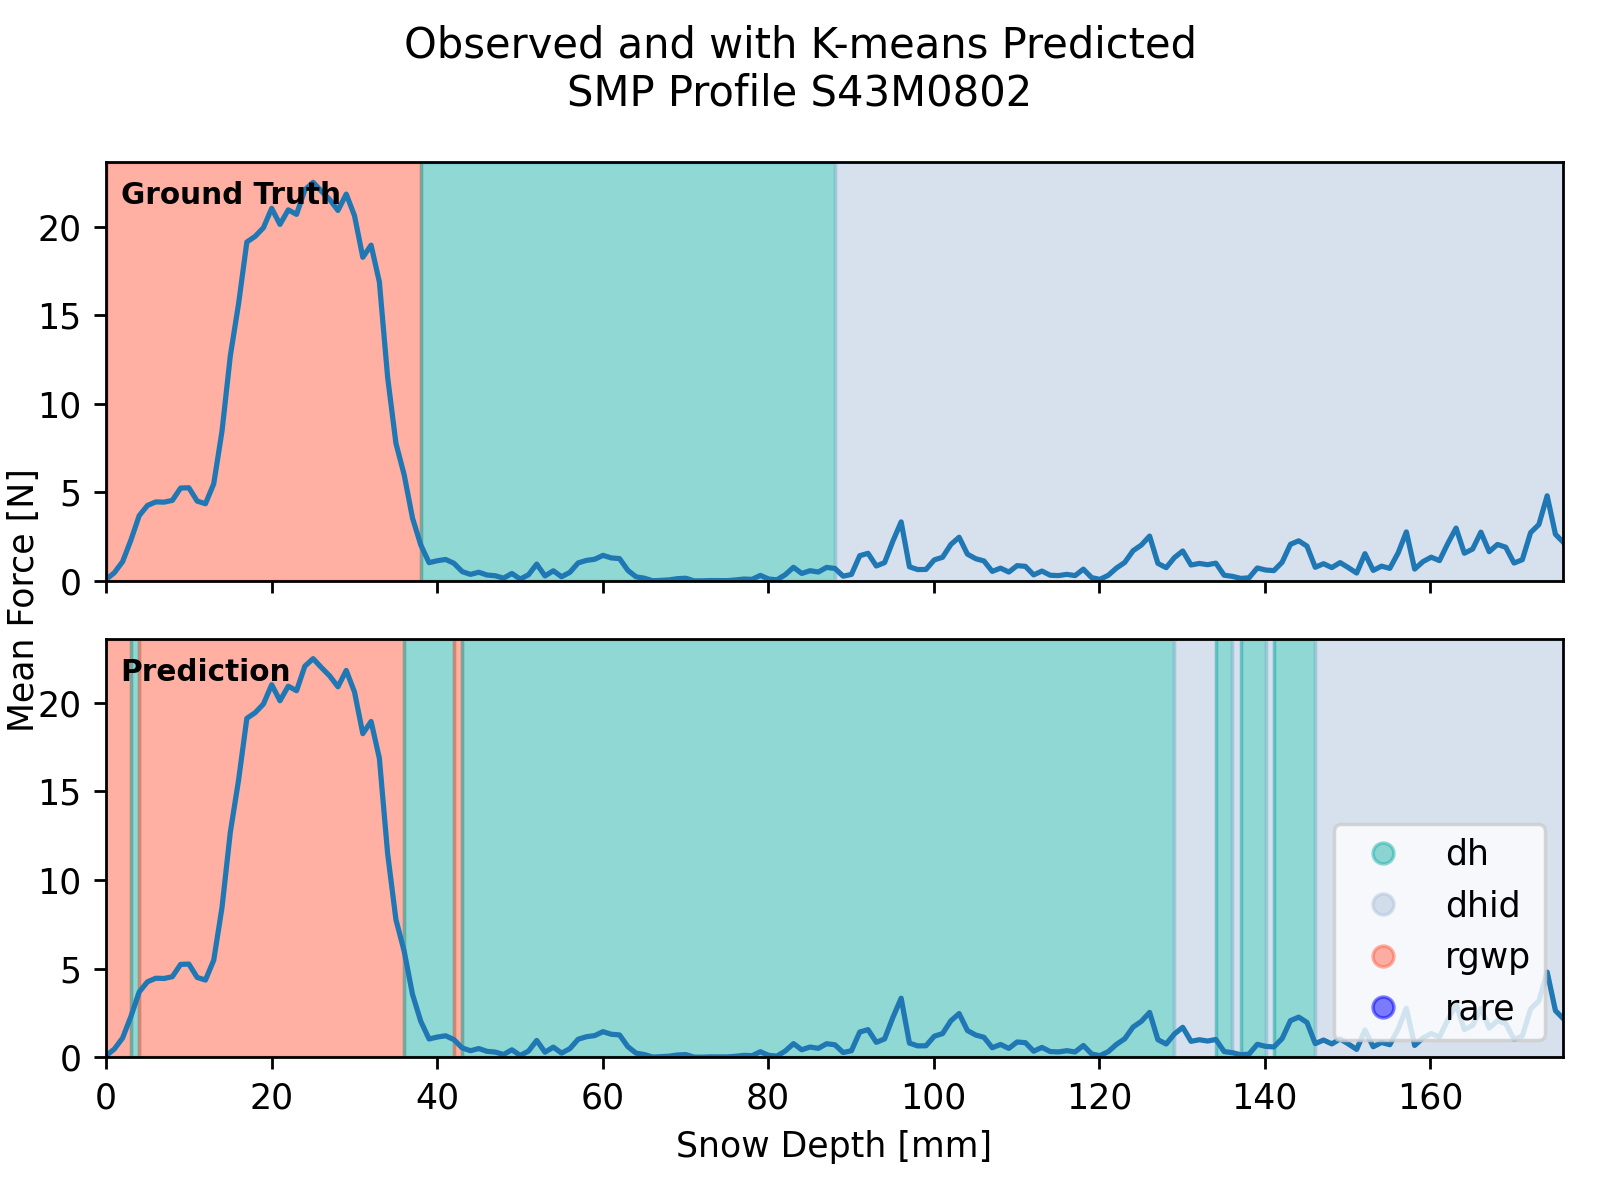 Observed and with K-means Predicted
SMP Profile S43M0802
Ground Truth
20
15
10
5
0
Mean Force [N]
Prediction
20
15
10
5
0
dh
dhid
rgwp
rare
0 20 40 60 80 100 120 140 160
Snow Depth [mm]